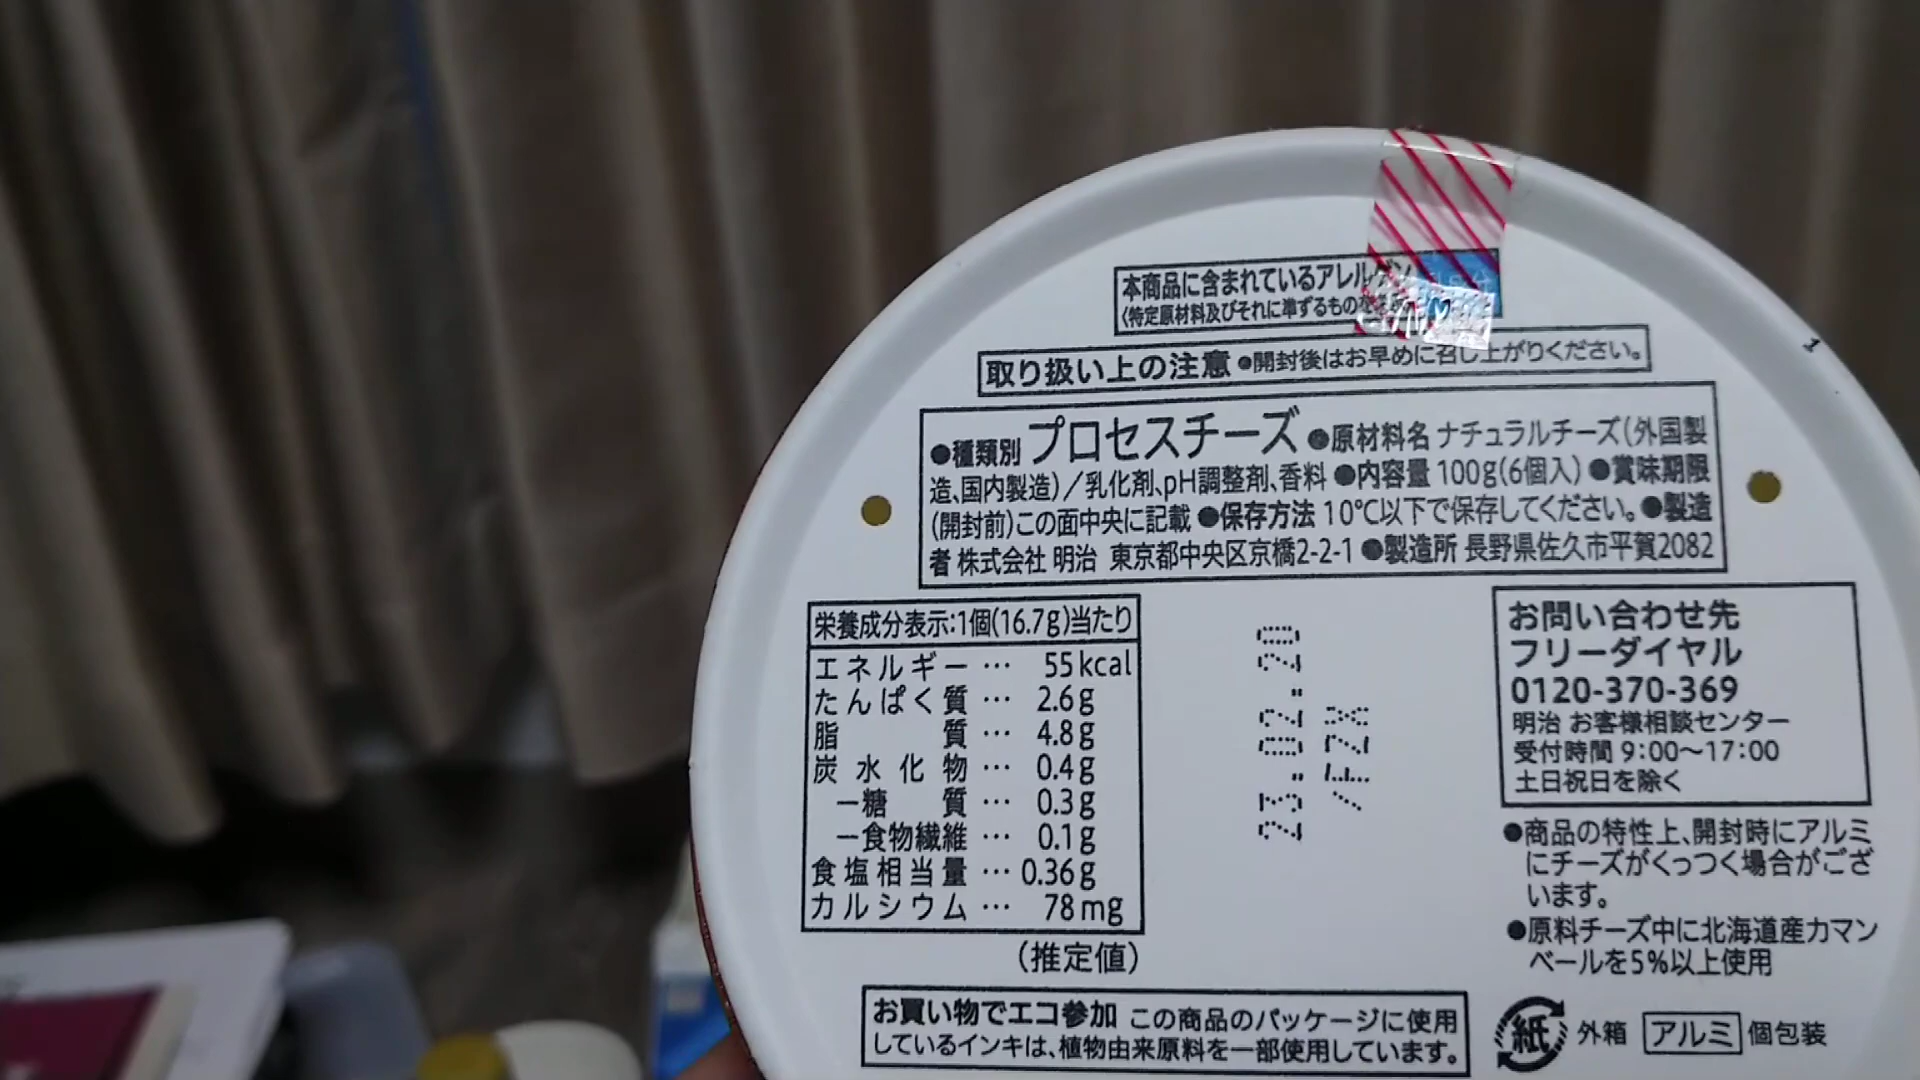 本商品に含まれているアレルゲン
(特定原材料及びそれに準ずるもの
取り扱い上の注意 ●開封後はお早めに召し上がりください。
●種類別 プロセスチーズ ●原材料名 ナチュラルチーズ(外国製
造、国内製造)/乳化剤、pH調整剤、香料 ●内容量 100g(6個入) ●賞味期限
(開封前)この面中央に記載 ●保存方法 10℃以下で保存してください。●製造
者 株式会社 明治 東京都中央区京橋2-2-1 ●製造所 長野県佐久市平賀2082
栄養成分表示:1個(16.7g)当たり
エネルギー … 55kcal
たんぱく質 … 2.6g
脂質 … 4.8g
炭水化物 … 0.4g
ー糖質 … 0.3g
ー食物繊維 … 0.1g
食塩相当量 … 0.36g
カルシウム … 78mg
(推定値)
お問い合わせ先
フリーダイヤル
0120-370-369
明治 お客様相談センター
受付時間 9:00〜17:00
土日祝日を除く
●商品の特性上、開封時にアルミ
にチーズがくっつく場合がござ
います。
●原料チーズ中に北海道産カマン
ベールを5%以上使用
お買い物でエコ参加 この商品のパッケージに使用
しているインキは、植物由来原料を一部使用しています。
紙 外箱 アルミ 個包装
1